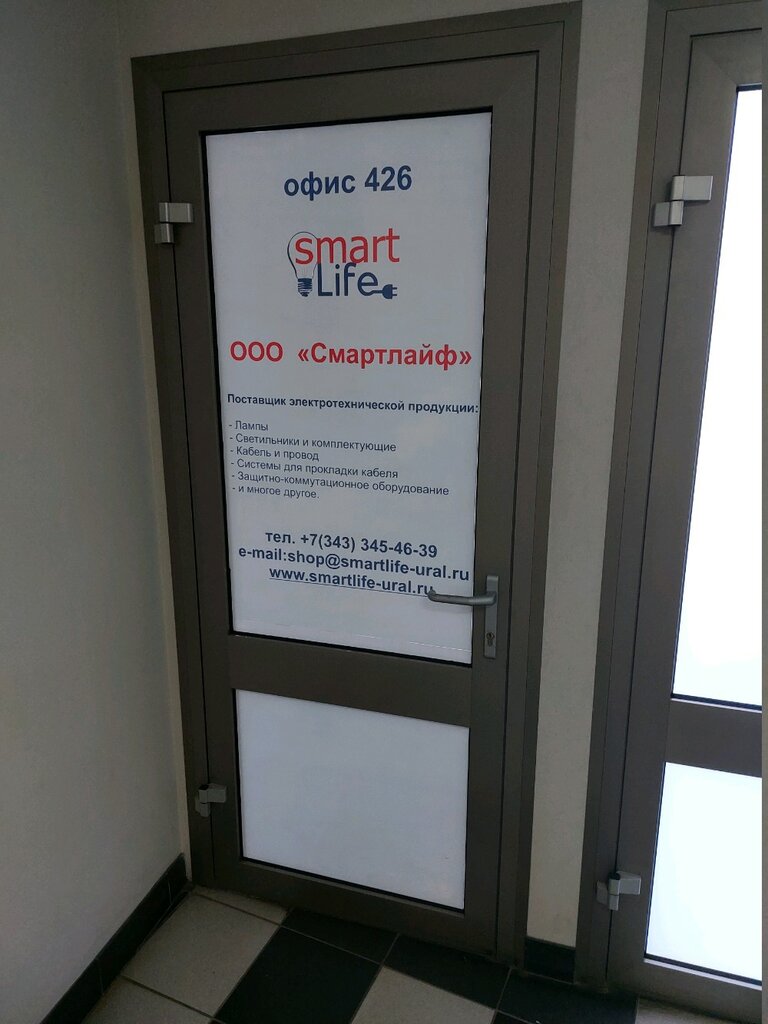 офис 426
smart
Life
ООО «Смартлайф»
Поставщик электротехнической продукции:
- Лампы
- Светильники и комплектующие
- Кабель и провод
- Системы для прокладки кабеля
- Защитно-коммутационное оборудование
- и многое другое.
тел. +7(343) 345-46-39
e-mail:shop@smartlife-ural.ru
www.smartlife-ural.ru